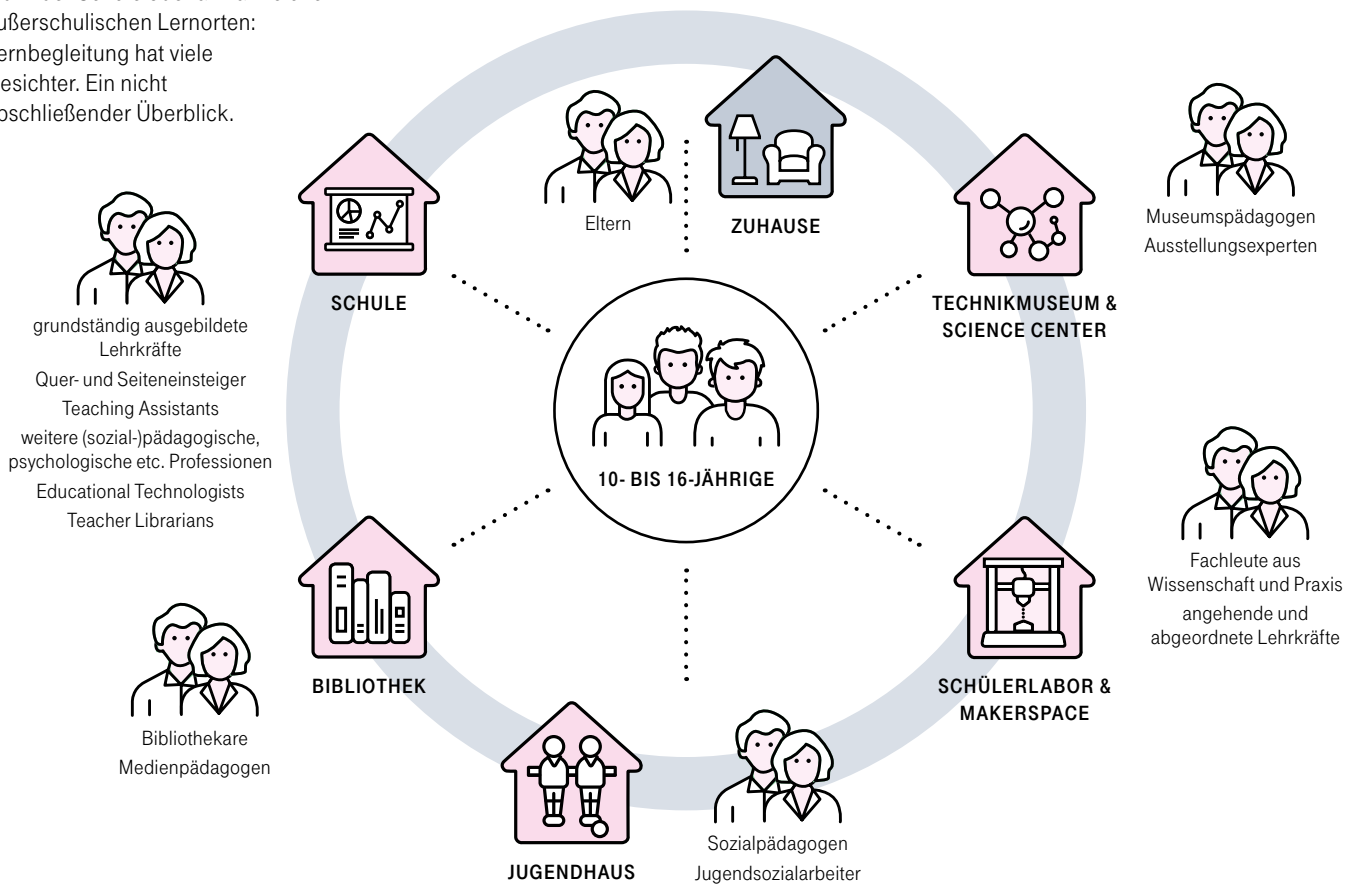 ußerschulischen Lernorten:
ernbegleitung hat viele
esichter. Ein nicht
bschließender Überblick.
Eltern
ZUHAUSE
Museumspädagogen
Ausstellungsexperten
SCHULE
TECHNIKMUSEUM &
SCIENCE CENTER
grundständig ausgebildete
Lehrkräfte
Quer- und Seiteneinsteiger
Teaching Assistants
weitere (sozial-)pädagogische,
psychologische etc. Professionen
Educational Technologists
Teacher Librarians
10- BIS 16-JÄHRIGE
Fachleute aus
Wissenschaft und Praxis
angehende und
abgeordnete Lehrkräfte
BIBLIOTHEK
SCHÜLERLABOR &
MAKERSPACE
Bibliothekare
Medienpädagogen
JUGENDHAUS
Sozialpädagogen
Jugendsozialarbeiter